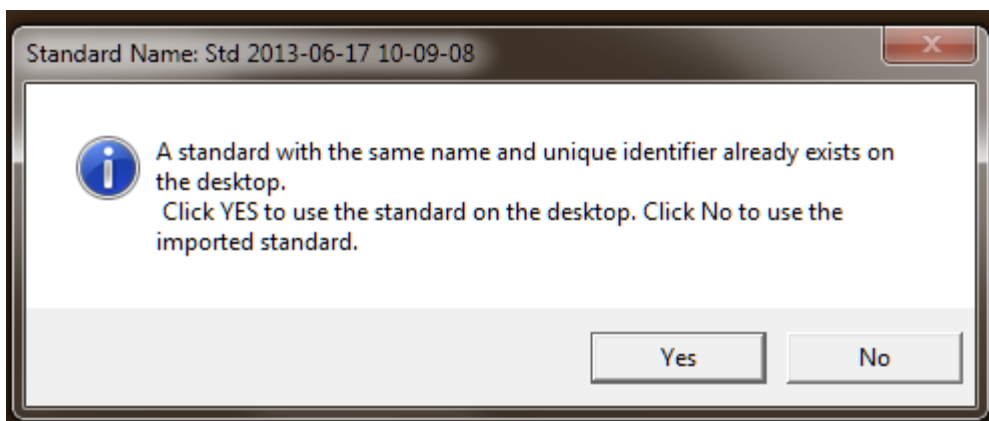 Standard Name: Std 2013-06-17 10-09-08
A standard with the same name and unique identifier already exists on
the desktop.
Click YES to use the standard on the desktop. Click No to use the
imported standard.
Yes
No